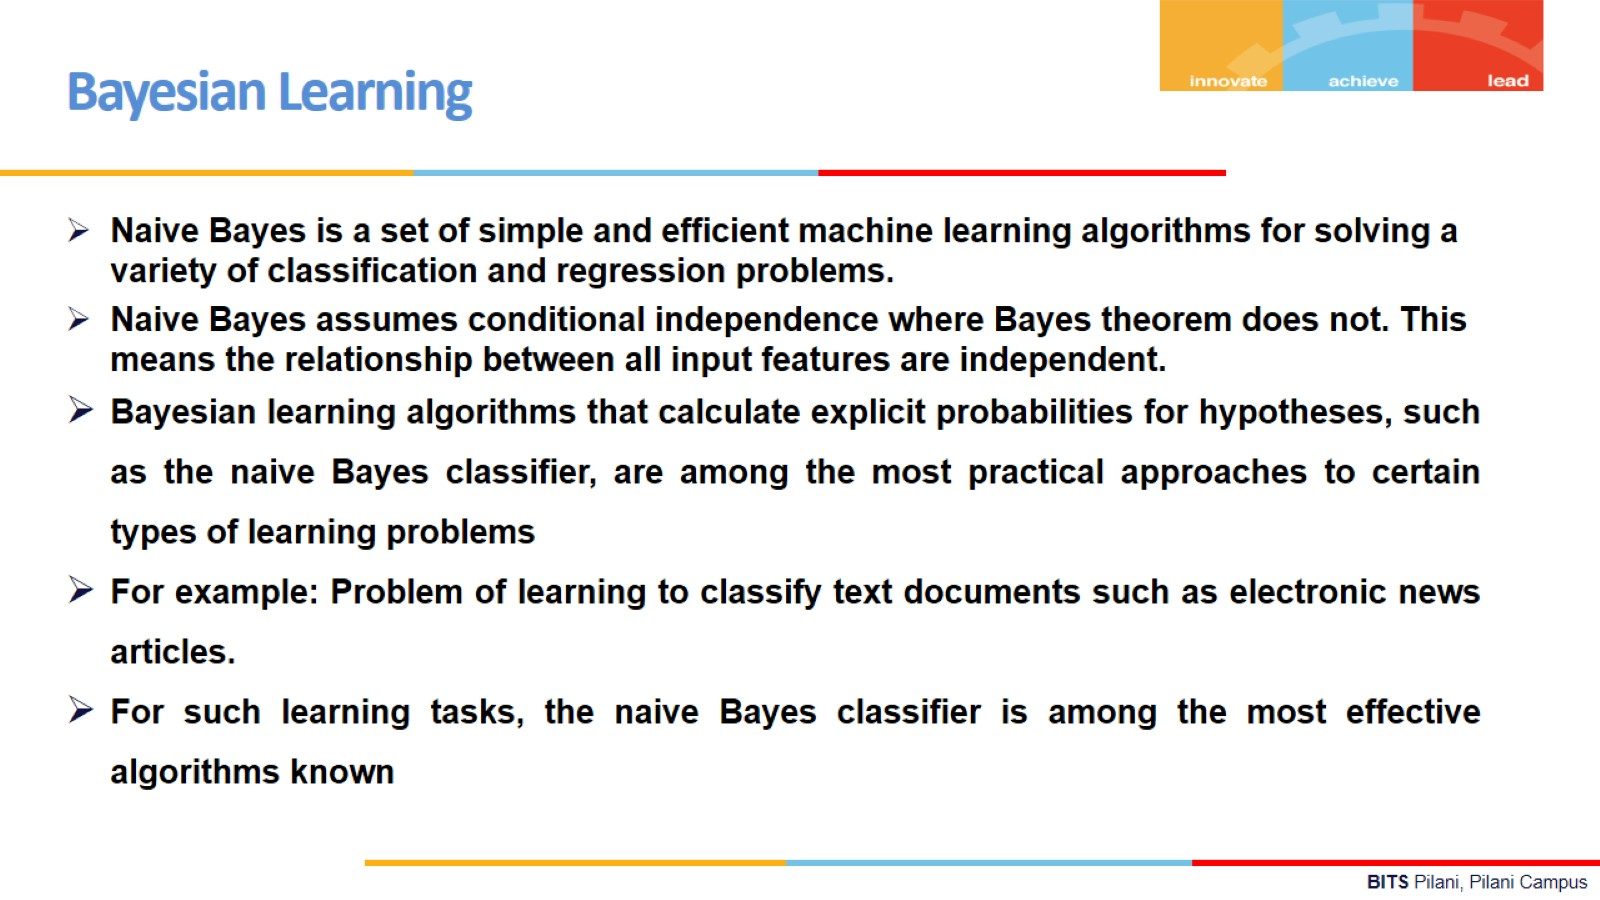 innovate achieve lead
Bayesian Learning
➢ Naive Bayes is a set of simple and efficient machine learning algorithms for solving a
variety of classification and regression problems.
➢ Naive Bayes assumes conditional independence where Bayes theorem does not. This
means the relationship between all input features are independent.
➢ Bayesian learning algorithms that calculate explicit probabilities for hypotheses, such
as the naive Bayes classifier, are among the most practical approaches to certain
types of learning problems
➢ For example: Problem of learning to classify text documents such as electronic news
articles.
➢ For such learning tasks, the naive Bayes classifier is among the most effective
algorithms known
BITS Pilani, Pilani Campus